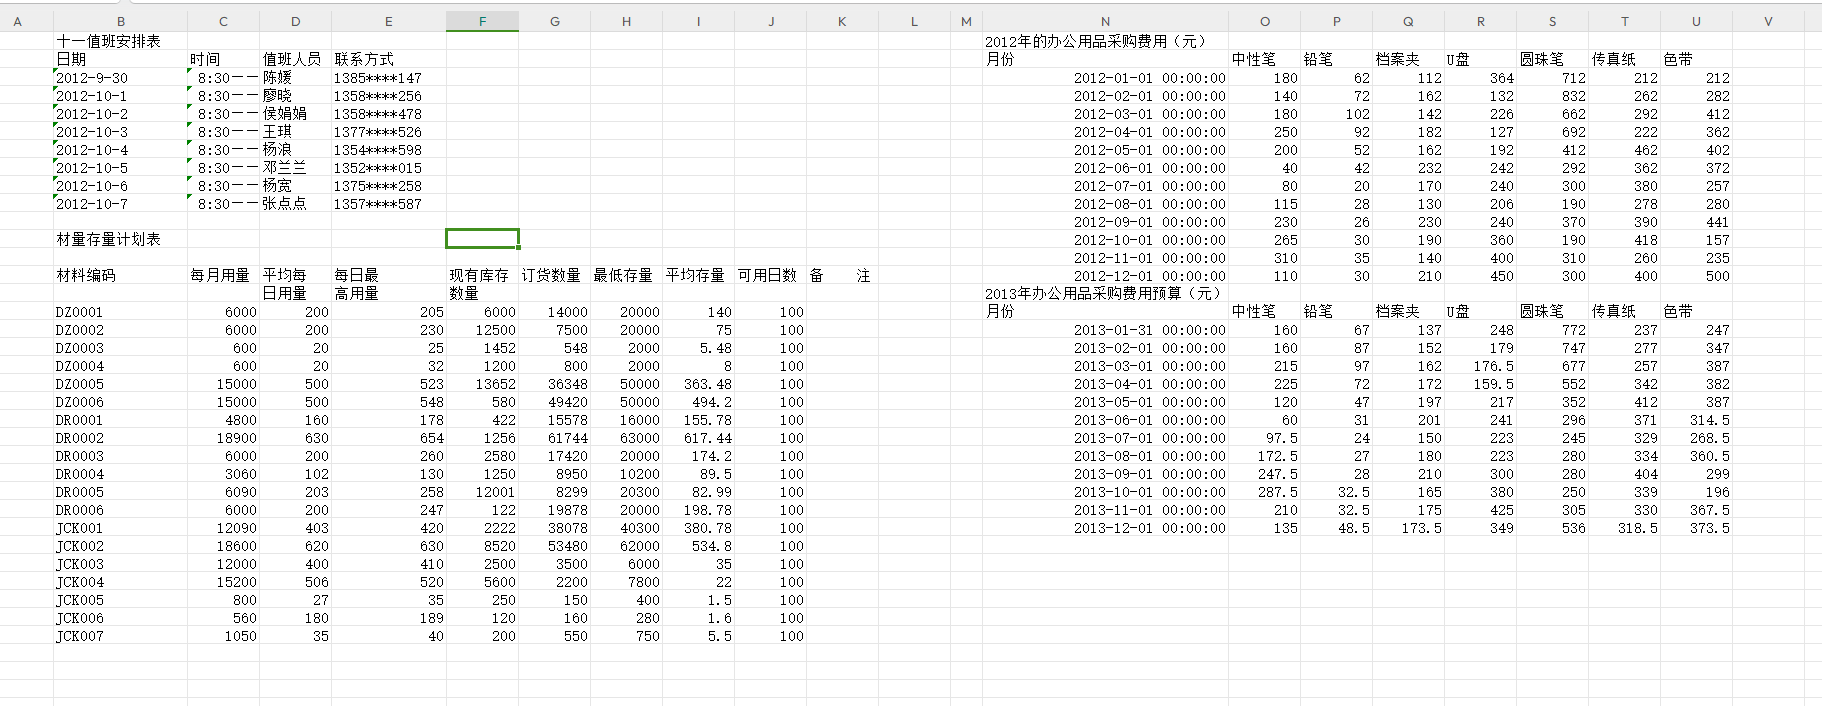 A B C D E F G H I J K L M N O P Q R S T U V
十一值班安排表
日期 时间 值班人员 联系方式
2012-9-30 8:30—— 陈媛 1385****147
2012-10-1 8:30—— 廖晓 1358****256
2012-10-2 8:30—— 侯娟娟 1358****478
2012-10-3 8:30—— 王琪 1377****526
2012-10-4 8:30—— 杨浪 1354****598
2012-10-5 8:30—— 邓兰兰 1352****015
2012-10-6 8:30—— 杨宽 1375****258
2012-10-7 8:30—— 张点点 1357****587
材量存量计划表
材料编码 每月用量 平均每日用量 每日最高用量 现有库存数量 订货数量 最低存量 平均存量 可用日数 备 注
DZ0001 6000 200 205 6000 14000 20000 140 100
DZ0002 6000 200 230 12500 7500 20000 75 100
DZ0003 600 20 25 1452 548 2000 5.48 100
DZ0004 600 20 32 1200 800 2000 8 100
DZ0005 15000 500 523 13652 36348 50000 363.48 100
DZ0006 15000 500 548 580 49420 50000 494.2 100
DR0001 4800 160 178 422 15578 16000 155.78 100
DR0002 18900 630 654 1256 61744 63000 617.44 100
DR0003 6000 200 260 2580 17420 20000 174.2 100
DR0004 3060 102 130 1250 8950 10200 89.5 100
DR0005 6090 203 258 12001 8299 20300 82.99 100
DR0006 6000 200 247 122 19878 20000 198.78 100
JCK001 12090 403 420 2222 38078 40300 380.78 100
JCK002 18600 620 630 8520 53480 62000 534.8 100
JCK003 12000 400 410 2500 3500 6000 35 100
JCK004 15200 506 520 5600 2200 7800 22 100
JCK005 800 27 35 250 150 400 1.5 100
JCK006 560 180 189 120 160 280 1.6 100
JCK007 1050 35 40 200 550 750 5.5 100
2012年的办公用品采购费用（元）
月份 中性笔 铅笔 档案夹 U盘 圆珠笔 传真纸 色带
2012-01-01 00:00:00 180 62 112 364 712 212 212
2012-02-01 00:00:00 140 72 162 132 832 262 282
2012-03-01 00:00:00 180 102 142 226 662 292 412
2012-04-01 00:00:00 250 92 182 127 692 222 362
2012-05-01 00:00:00 200 52 162 192 412 462 402
2012-06-01 00:00:00 40 42 232 242 292 362 372
2012-07-01 00:00:00 80 20 170 240 300 380 257
2012-08-01 00:00:00 115 28 130 206 190 278 280
2012-09-01 00:00:00 230 26 230 240 370 390 441
2012-10-01 00:00:00 265 30 190 360 190 418 157
2012-11-01 00:00:00 310 35 140 400 310 260 235
2012-12-01 00:00:00 110 30 210 450 300 400 500
2013年办公用品采购费用预算（元）
月份 中性笔 铅笔 档案夹 U盘 圆珠笔 传真纸 色带
2013-01-31 00:00:00 160 67 137 248 772 237 247
2013-02-01 00:00:00 160 87 152 179 747 277 347
2013-03-01 00:00:00 215 97 162 176.5 677 257 387
2013-04-01 00:00:00 225 72 172 159.5 552 342 382
2013-05-01 00:00:00 120 47 197 217 352 412 387
2013-06-01 00:00:00 60 31 201 241 296 371 314.5
2013-07-01 00:00:00 97.5 24 150 223 245 329 268.5
2013-08-01 00:00:00 172.5 27 180 223 280 334 360.5
2013-09-01 00:00:00 247.5 28 210 300 280 404 299
2013-10-01 00:00:00 287.5 32.5 165 380 250 339 196
2013-11-01 00:00:00 210 32.5 175 425 305 330 367.5
2013-12-01 00:00:00 135 48.5 173.5 349 536 318.5 373.5